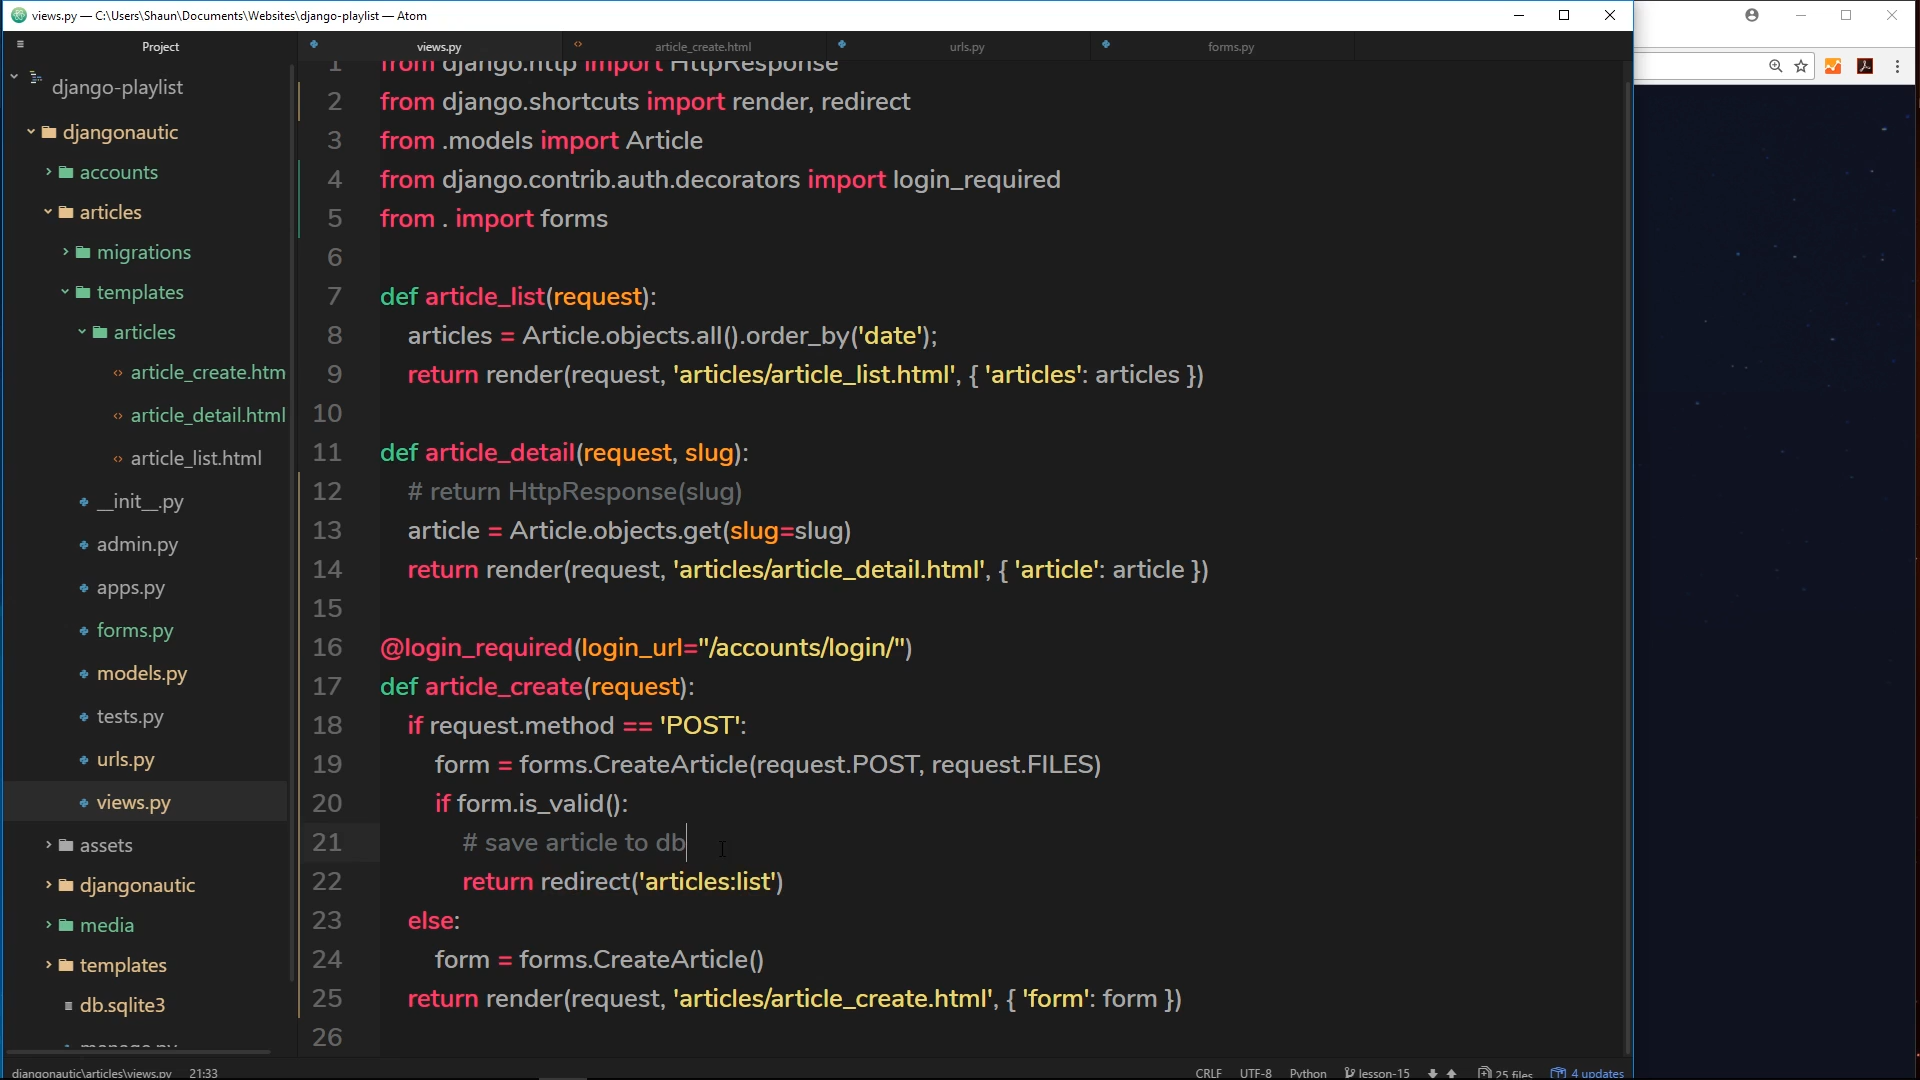 views.py — C:\Users\Shaun\Documents\Websites\django-playlist — Atom
Project
views.py
article_create.html
urls.py
forms.py
django-playlist
djangonautic
accounts
articles
migrations
templates
articles
article_create.htm
article_detail.html
article_list.html
__init__.py
admin.py
apps.py
forms.py
models.py
tests.py
urls.py
views.py
assets
djangonautic
media
templates
db.sqlite3
manage.py
1 from django.http import HttpResponse
2 from django.shortcuts import render, redirect
3 from .models import Article
4 from django.contrib.auth.decorators import login_required
5 from . import forms
6
7 def article_list(request):
8 articles = Article.objects.all().order_by('date');
9 return render(request, 'articles/article_list.html', { 'articles': articles })
10
11 def article_detail(request, slug):
12 # return HttpResponse(slug)
13 article = Article.objects.get(slug=slug)
14 return render(request, 'articles/article_detail.html', { 'article': article })
15
16 @login_required(login_url="/accounts/login/")
17 def article_create(request):
18 if request.method == 'POST':
19 form = forms.CreateArticle(request.POST, request.FILES)
20 if form.is_valid():
21 # save article to db
22 return redirect('articles:list')
23 else:
24 form = forms.CreateArticle()
25 return render(request, 'articles/article_create.html', { 'form': form })
26
djangonautic\articles\views.py 21:33
CRLF UTF-8 Python lesson-15 25 files 4 updates